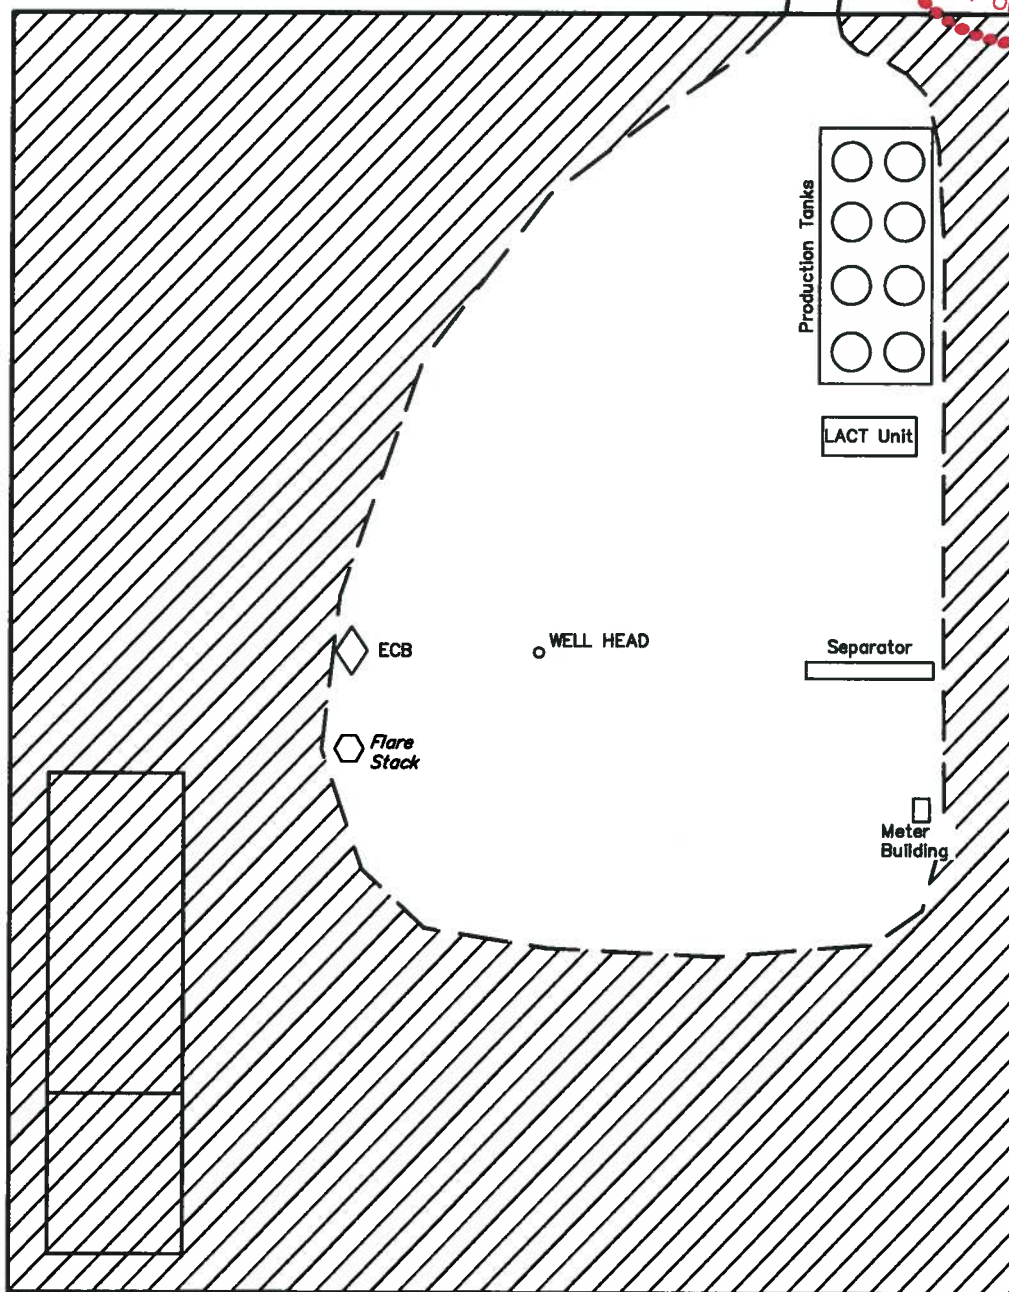 Production Tanks
LACT Unit
WELL HEAD
ECB
Separator
Flare
Stack
Meter
Building